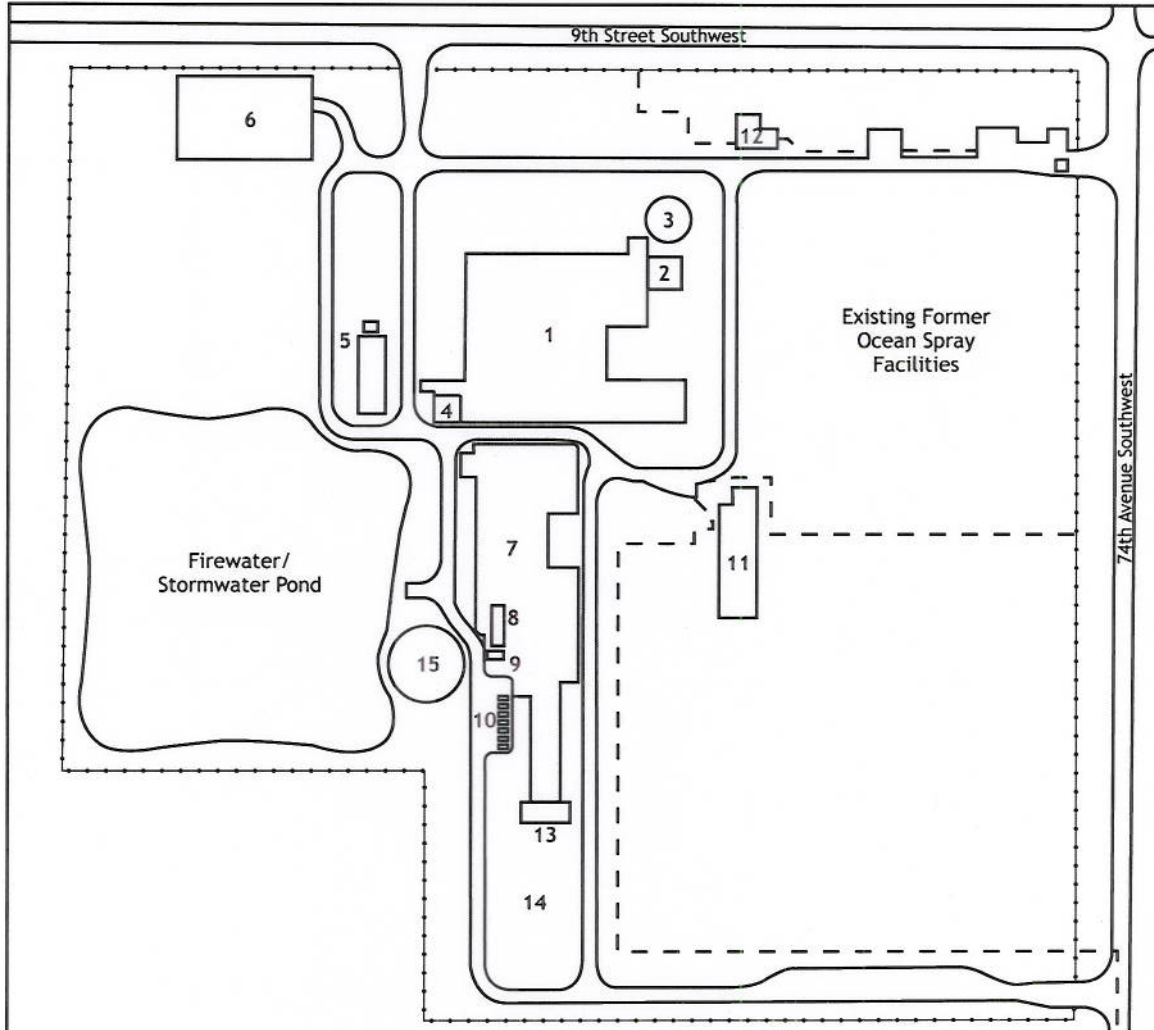 9th Street Southwest
6
12
3
2
1
5
4
Existing Former
Ocean Spray
Facilities
74th Avenue Southwest
7
11
Firewater/
Stormwater Pond
8
9
15
10
13
14